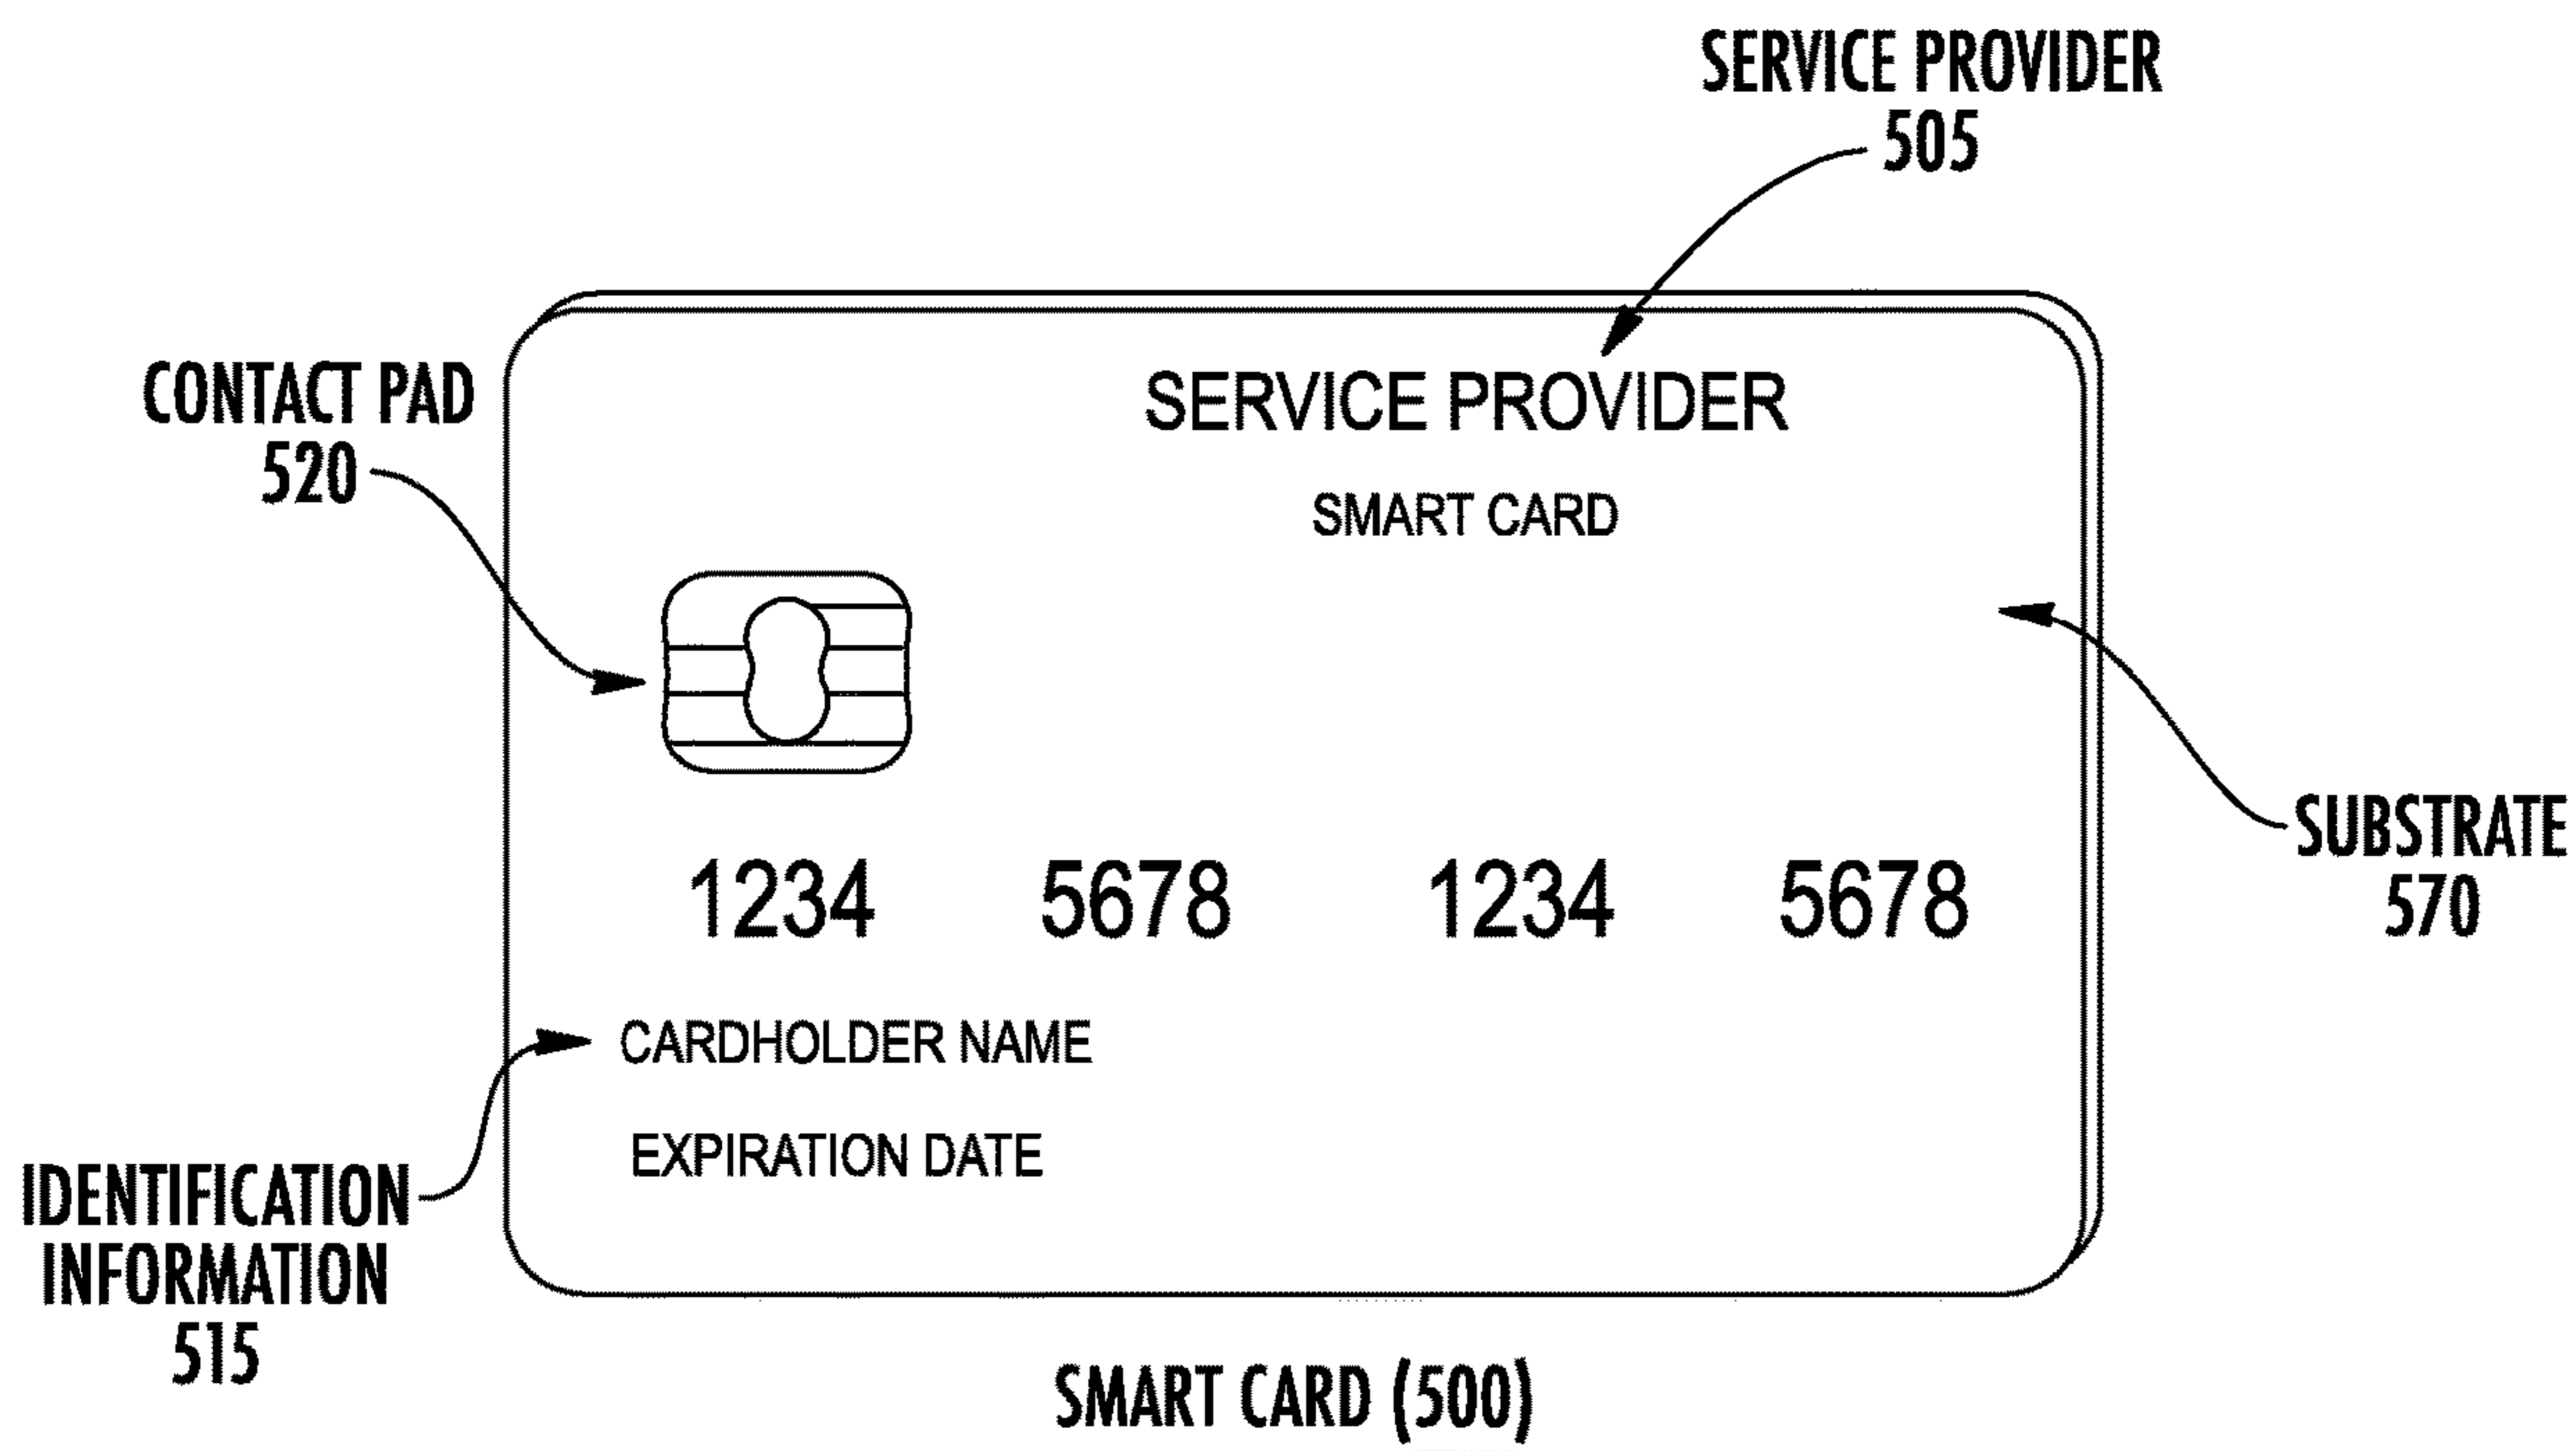 SERVICE PROVIDER
505
CONTACT PAD
520
SERVICE PROVIDER
SMART CARD
SUBSTRATE
570
1234 5678 1234 5678
CARDHOLDER NAME
EXPIRATION DATE
IDENTIFICATION
INFORMATION
515
SMART CARD (500)